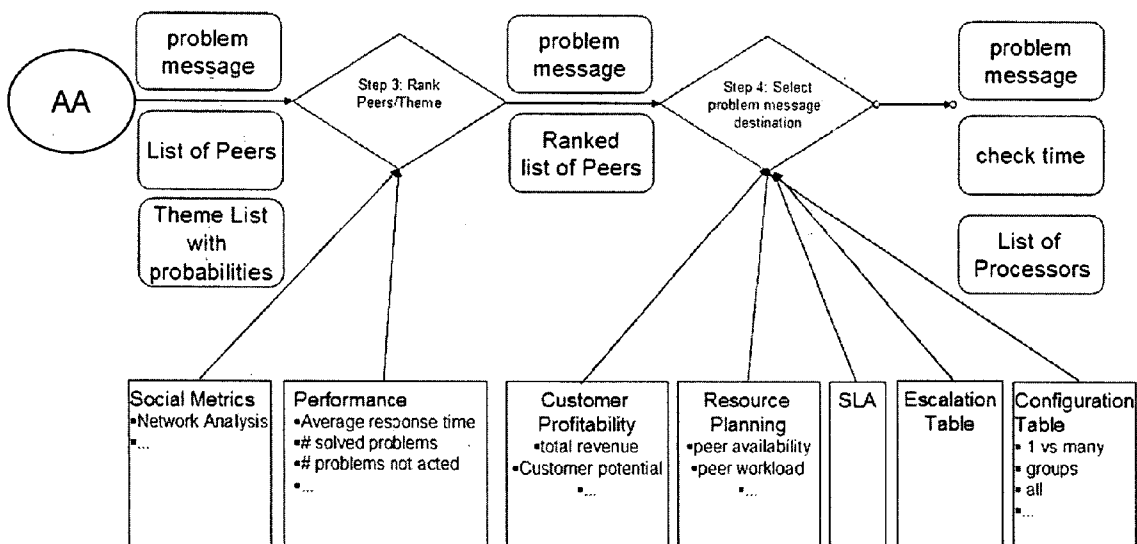 AA
problem
message
List of Peers
Theme List
with
probabilities
Step 3: Rank
Peers/Theme
problem
message
Ranked
list of Peers
Step 4: Select
problem message
destination
problem
message
check time
List of
Processors
Social Metrics
▪Network Analysis
▪...
Performance
▪Average response time
▪# solved problems
▪# problems not acted
▪...
Customer
Profitability
▪total revenue
▪Customer potential
▪...
Resource
Planning
▪peer availability
▪peer workload
▪...
SLA
Escalation
Table
Configuration
Table
▪ 1 vs many
▪ groups
▪ all
▪...